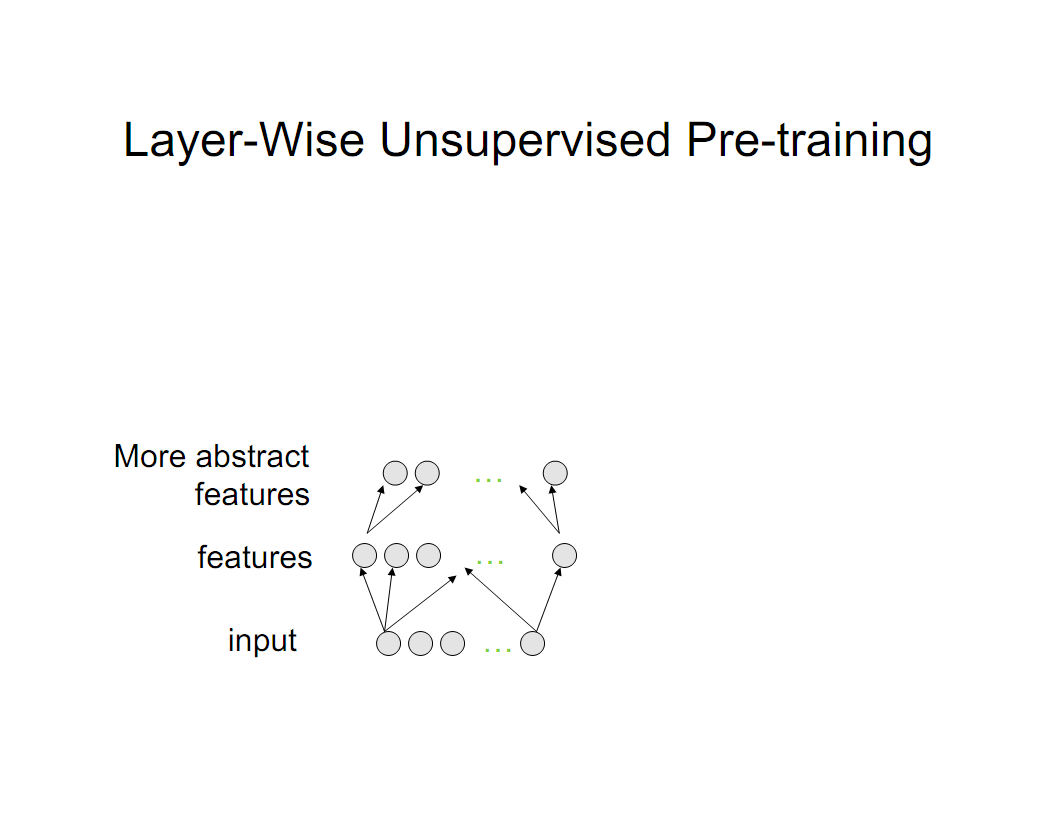 Layer-Wise Unsupervised Pre-training
More abstract
features
...
features
...
input
...